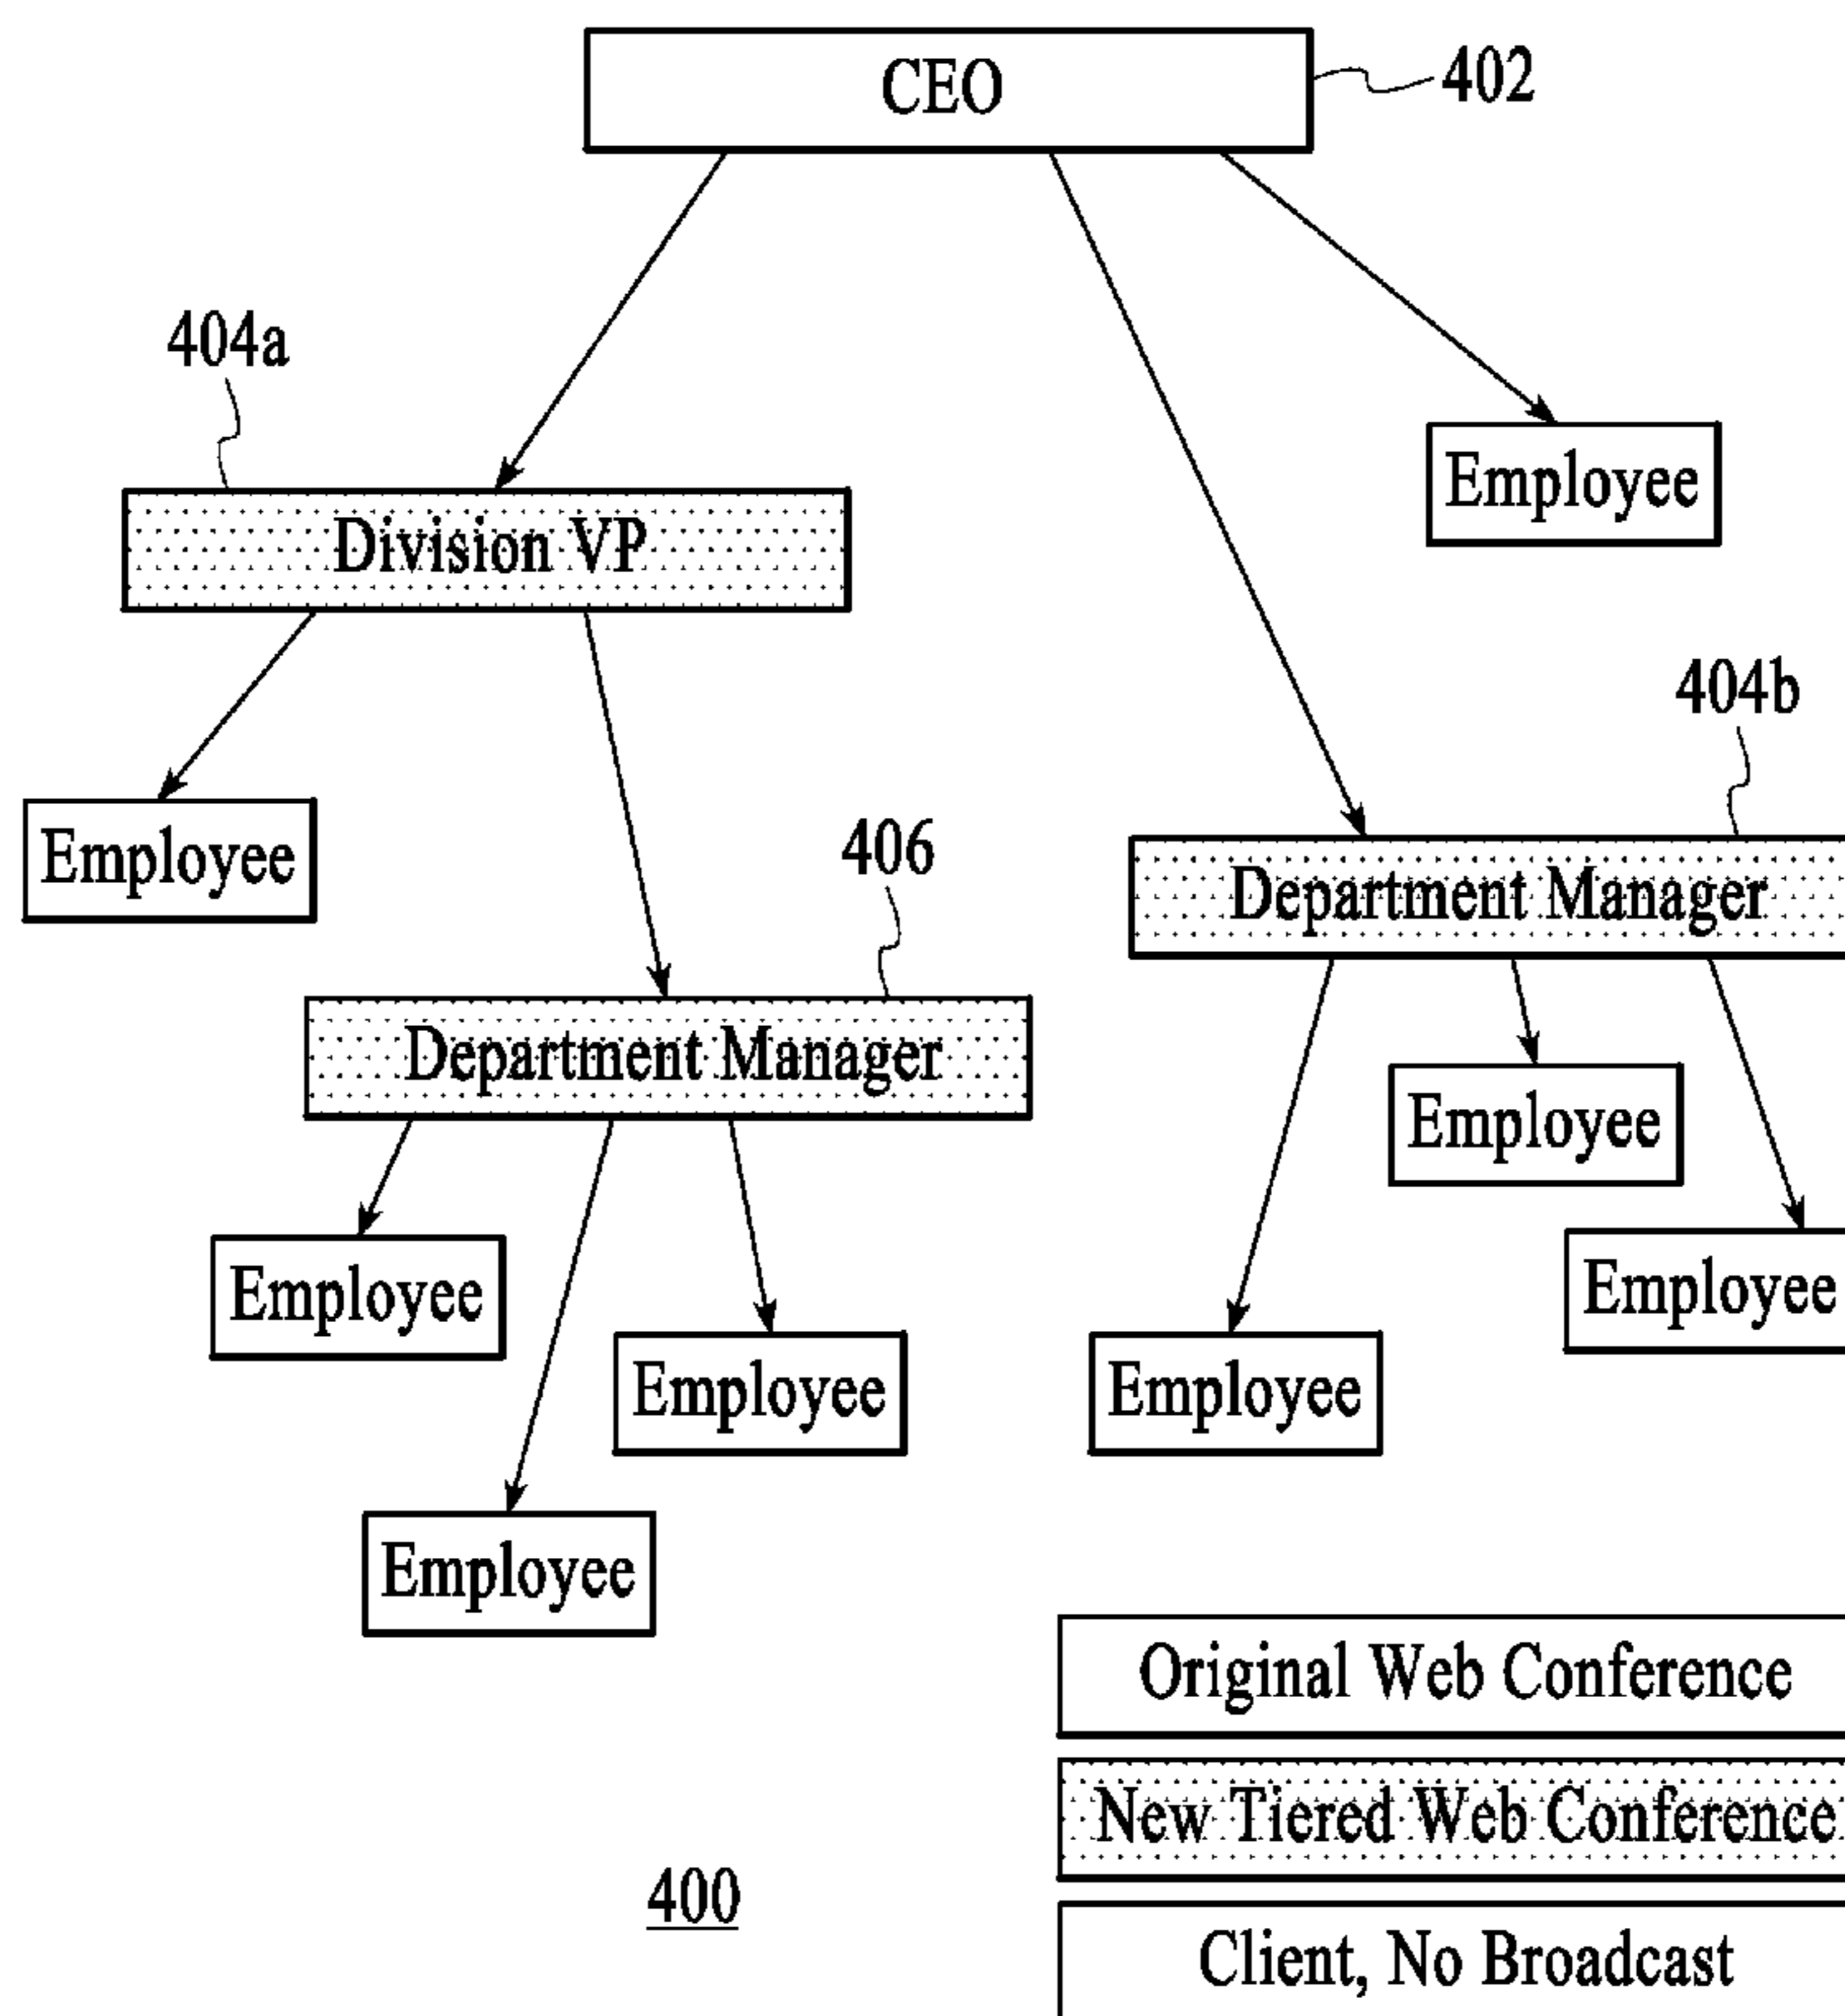 CEO
402
404a
Employee
Division VP
404b
Employee
406
Department Manager
Department Manager
Employee
Employee
Employee
Employee
Employee
Employee
Original Web Conference
New Tiered Web Conference
400
Client, No Broadcast